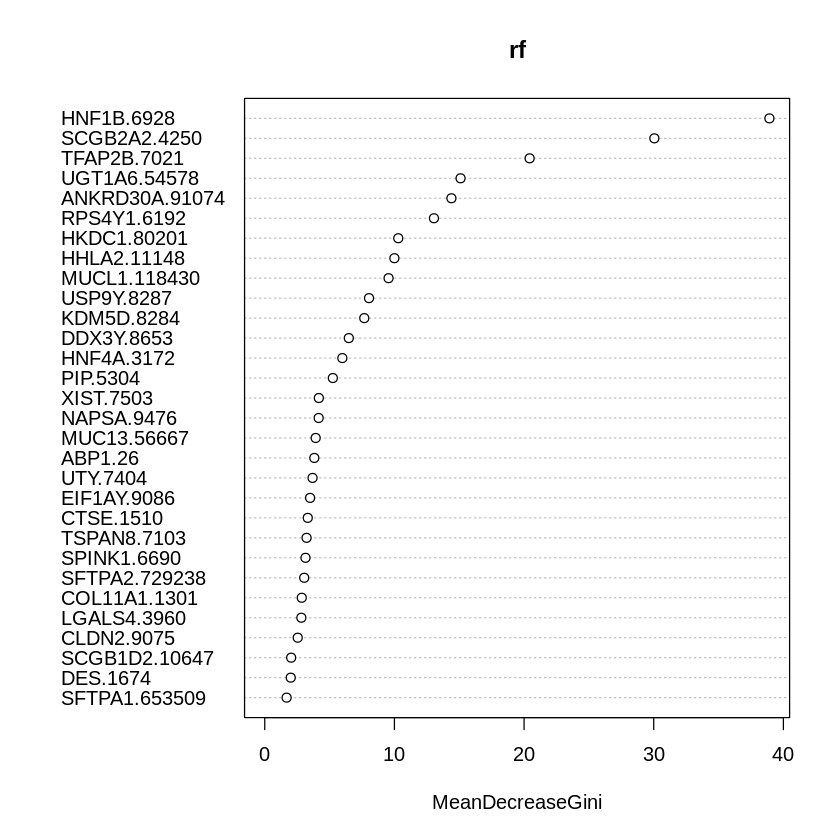 rf
HNF1B.6928
SCGB2A2.4250
TFAP2B.7021
UGT1A6.54578
ANKRD30A.91074
RPS4Y1.6192
HKDC1.80201
HHLA2.11148
MUCL1.118430
USP9Y.8287
KDM5D.8284
DDX3Y.8653
HNF4A.3172
PIP.5304
XIST.7503
NAPSA.9476
MUC13.56667
ABP1.26
UTY.7404
EIF1AY.9086
CTSE.1510
TSPAN8.7103
SPINK1.6690
SFTPA2.729238
COL11A1.1301
LGALS4.3960
CLDN2.9075
SCGB1D2.10647
DES.1674
SFTPA1.653509
0 10 20 30 40
MeanDecreaseGini